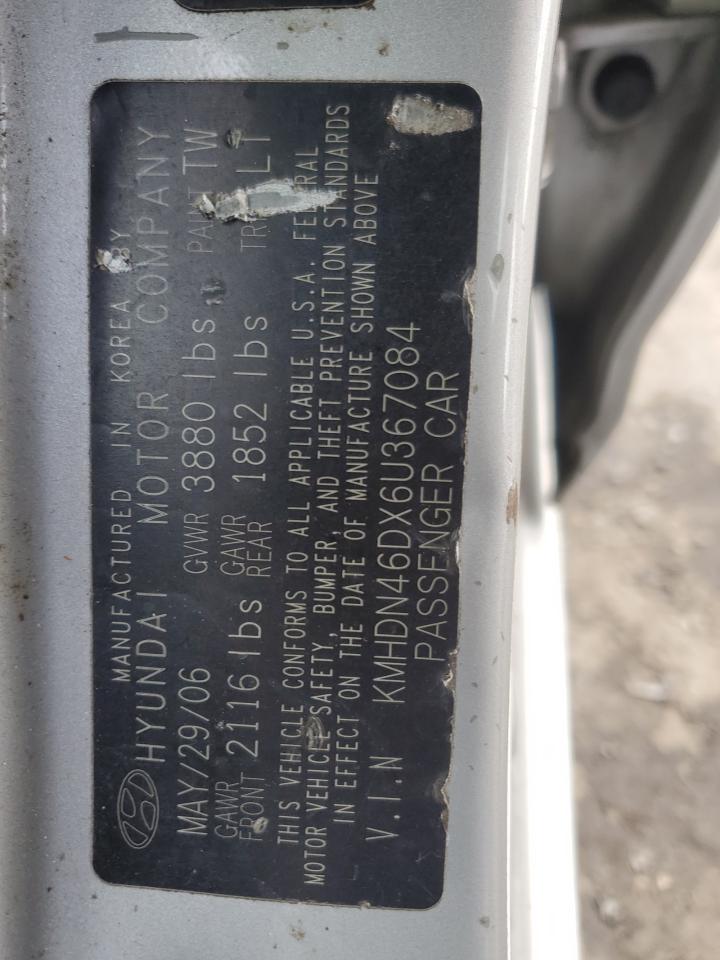 MANUFACTURED IN KOREA BY
HYUNDAI MOTOR COMPANY
MAY/29/06 GVWR 3880 lbs PAINT TW
GAWR FRONT 2116 lbs GAWR REAR 1852 lbs LT
THIS VEHICLE CONFORMS TO ALL APPLICABLE U.S.A. FEDERAL
MOTOR VEHICLE SAFETY, BUMPER, AND THEFT PREVENTION STANDARDS
IN EFFECT ON THE DATE OF MANUFACTURE SHOWN ABOVE
V.I.N KMHDN46DX6U367084
PASSENGER CAR